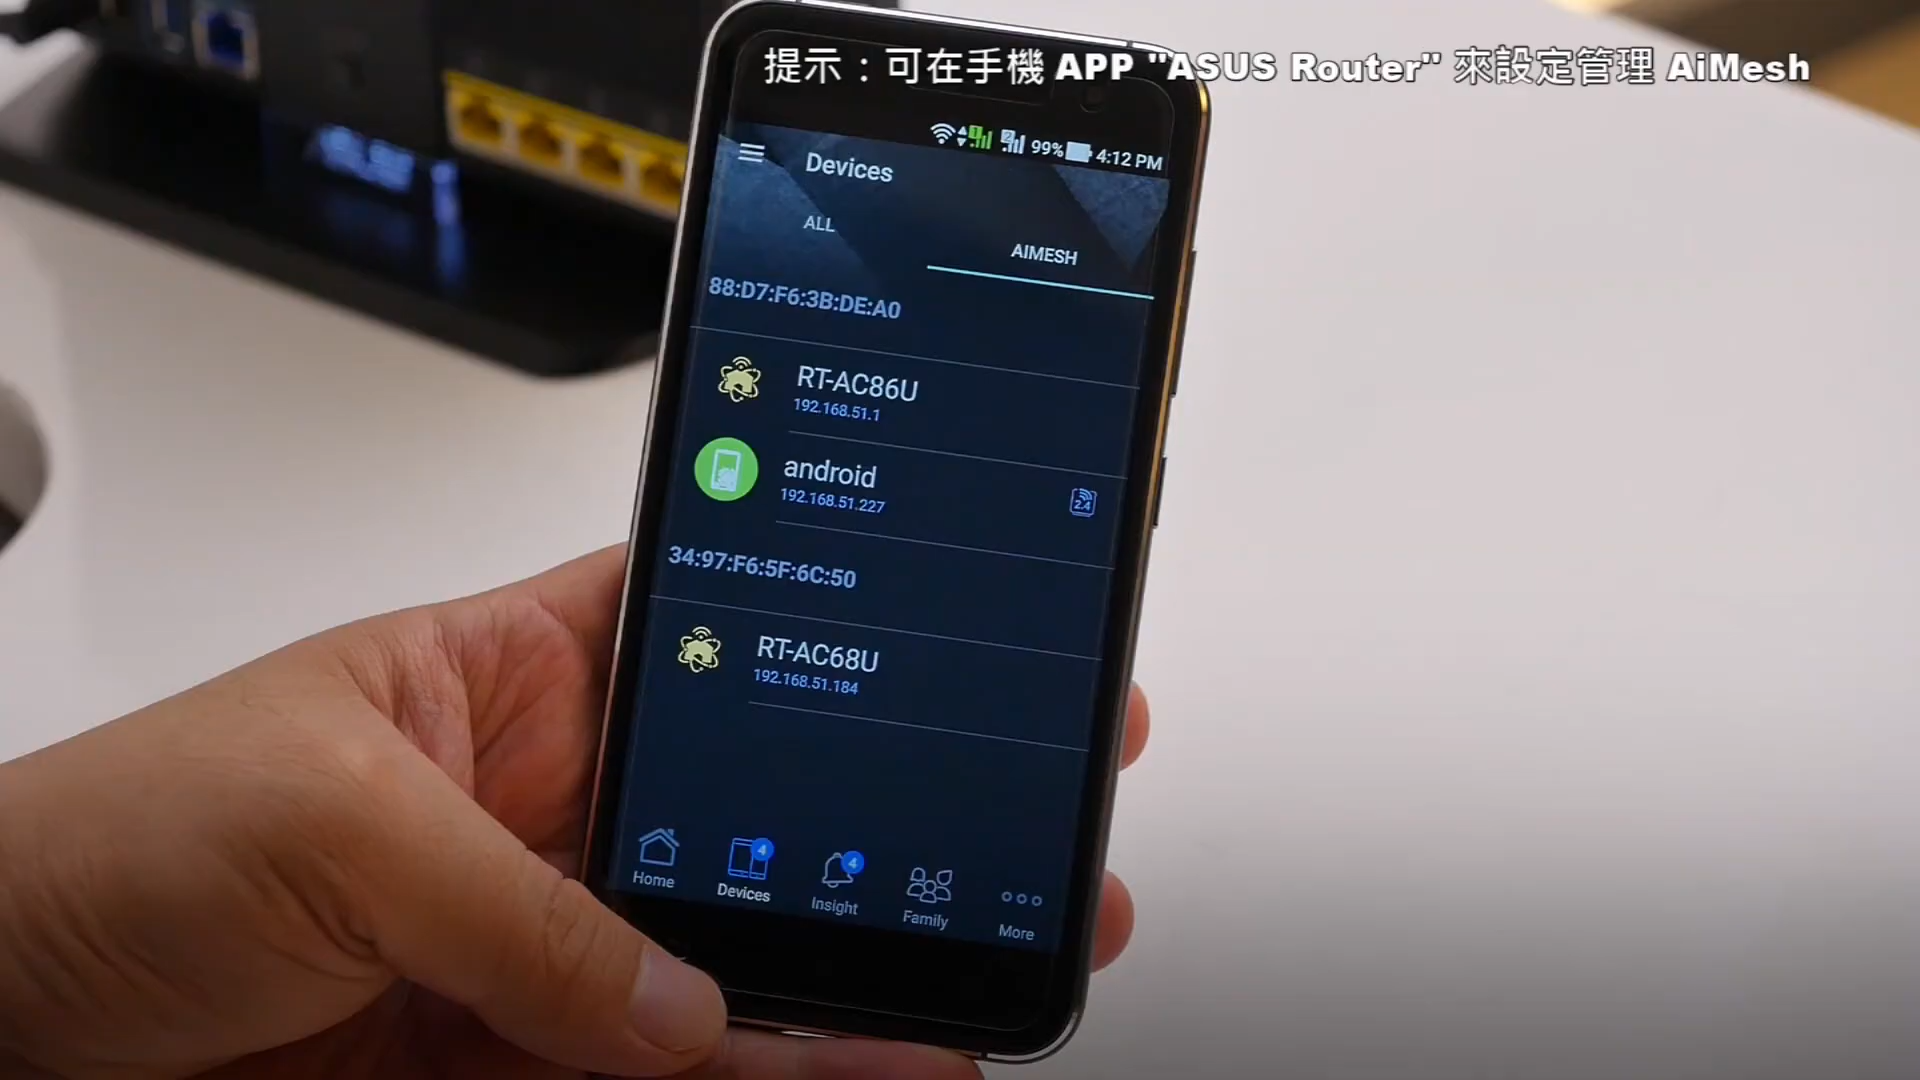 提示：可在手機 APP "ASUS Router" 來設定管理 AiMesh
99% 4:12 PM
Devices
ALL
AIMESH
88:D7:F6:3B:DE:A0
RT-AC86U
192.168.51.1
android
192.168.51.227
2.4
34:97:F6:5F:6C:50
RT-AC68U
192.168.51.184
4
4
Home
Devices
Insight
Family
More